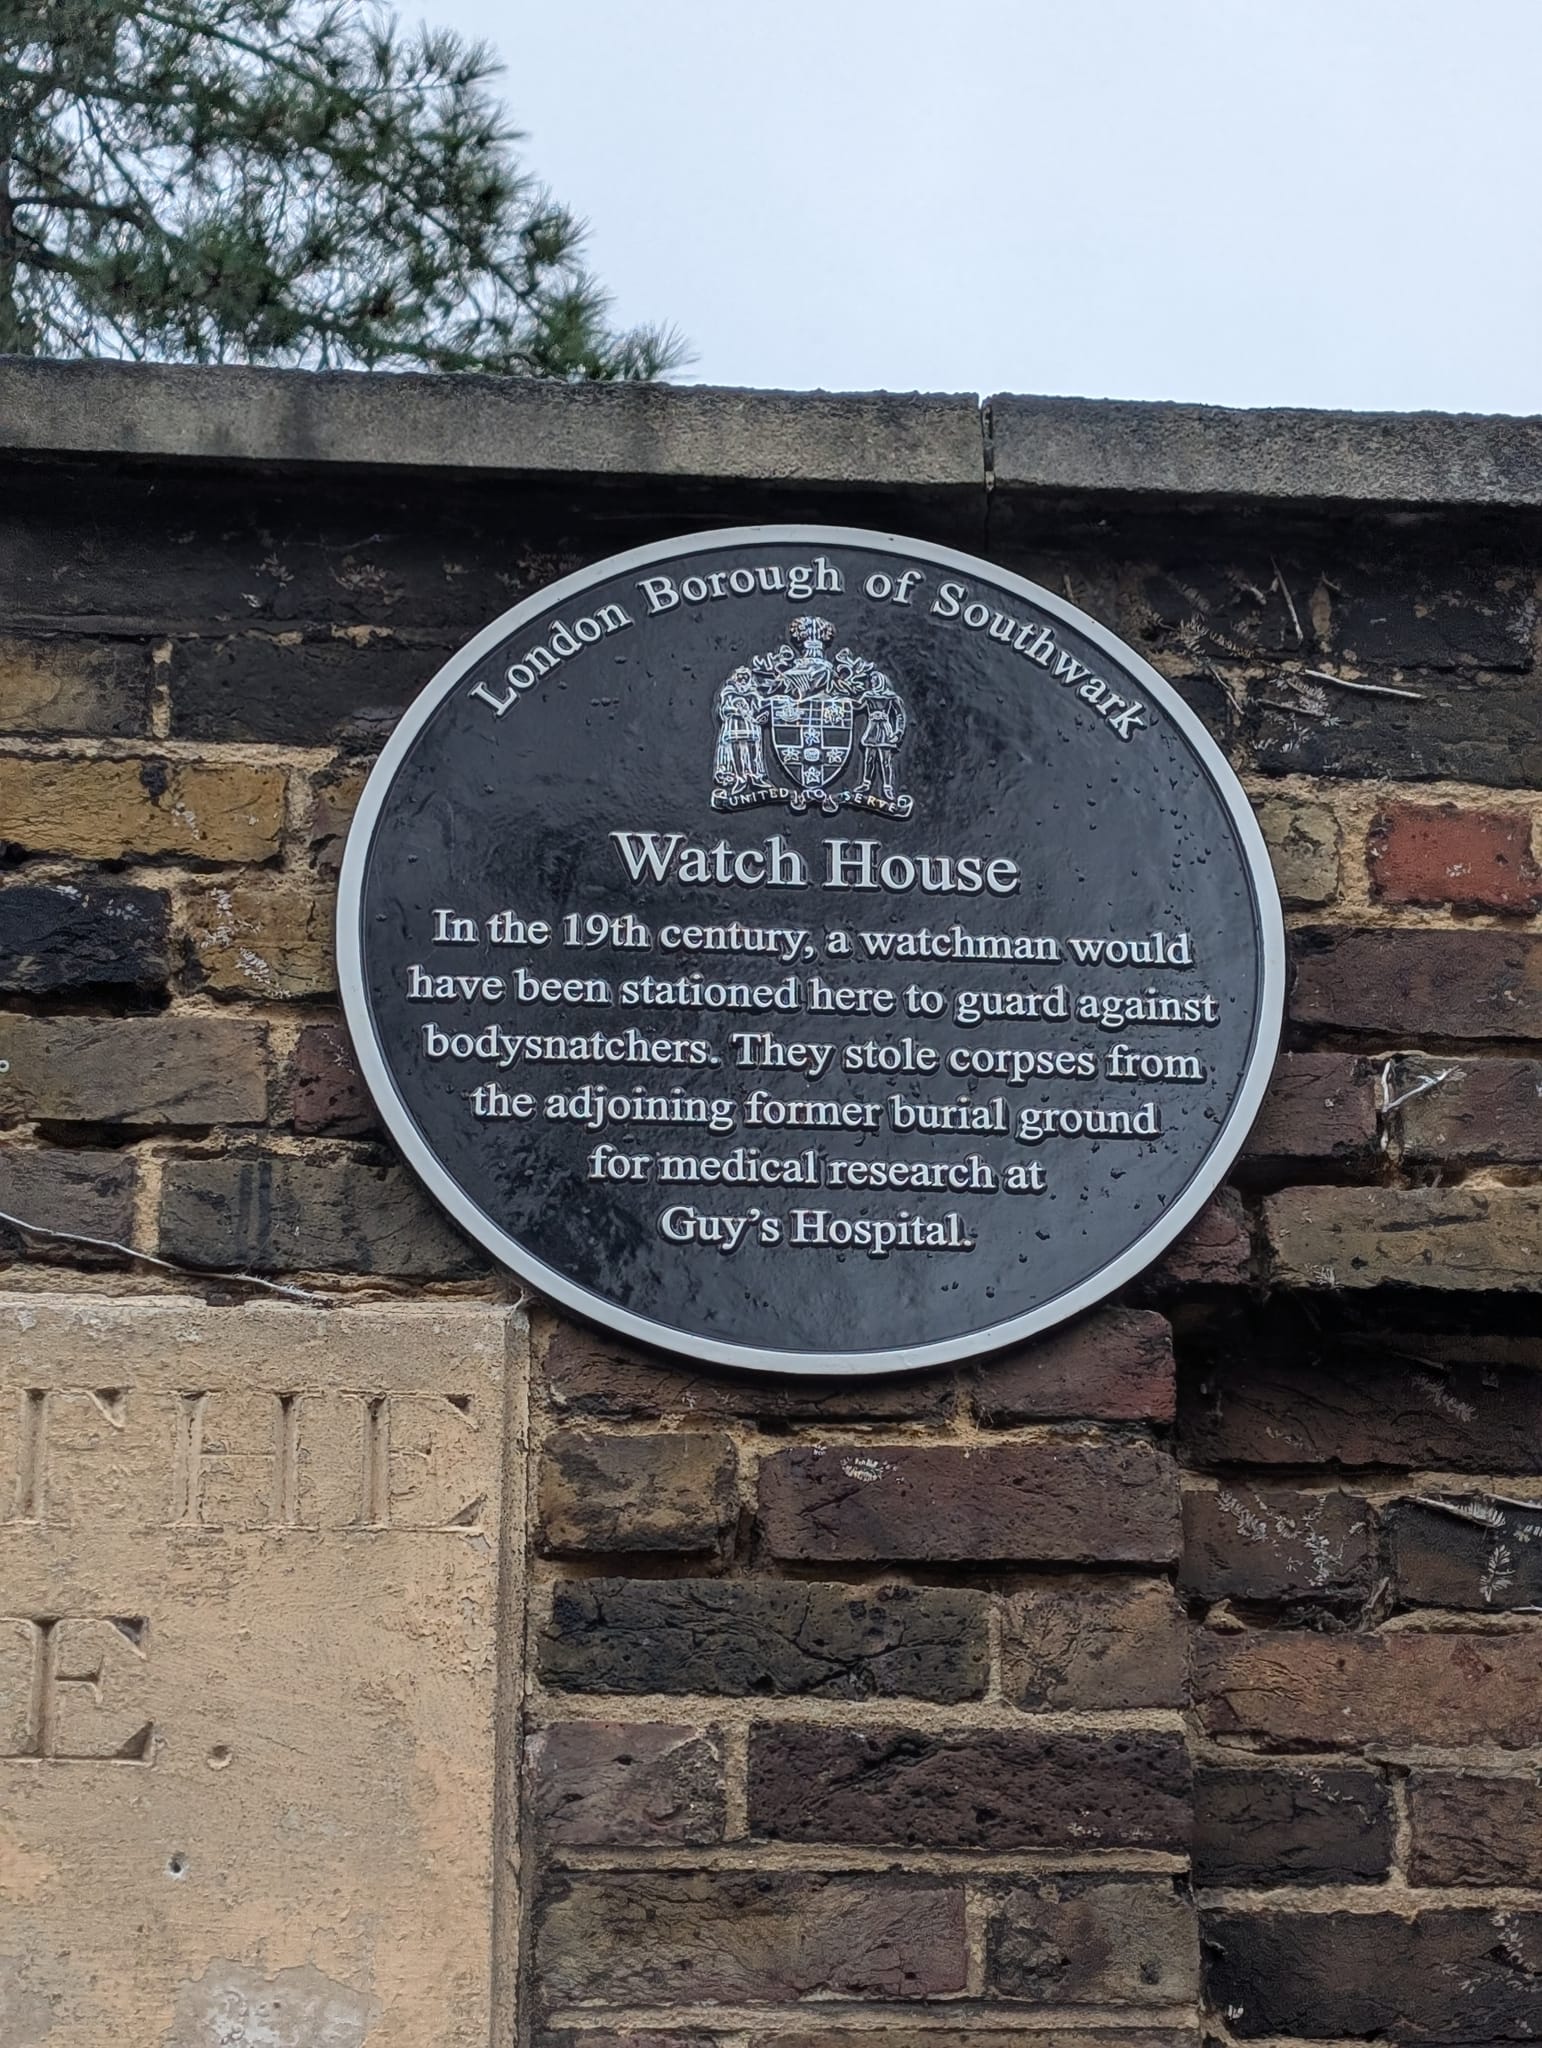 London Borough of Southwark
UNITED TO SERVE
Watch House
In the 19th century, a watchman would
have been stationed here to guard against
bodysnatchers. They stole corpses from
the adjoining former burial ground
for medical research at
Guy's Hospital.
THE
E.